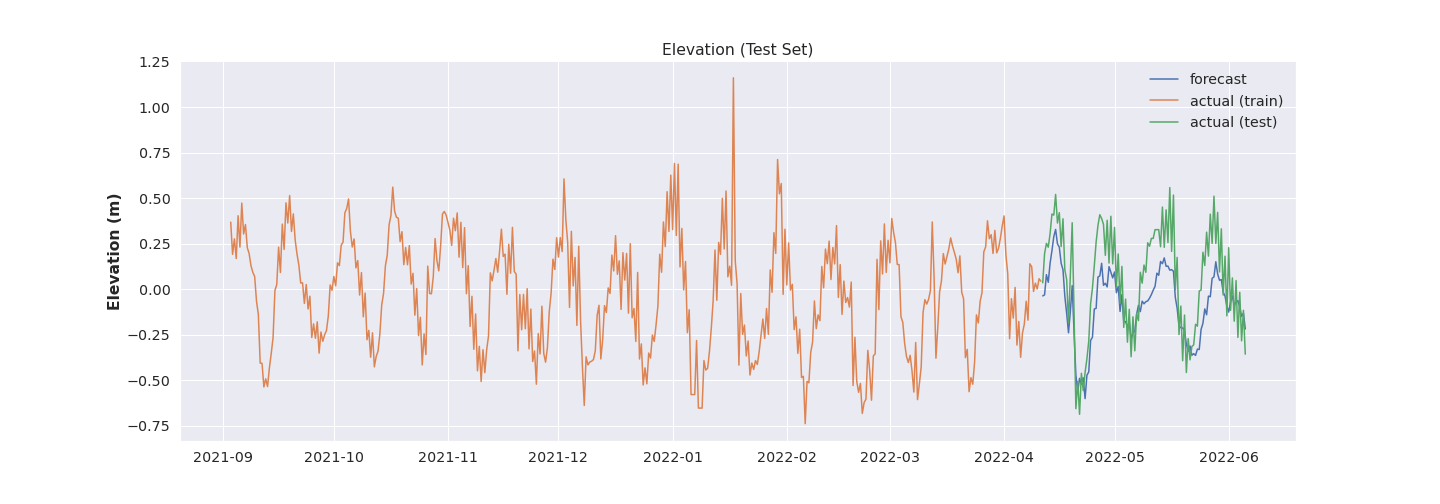 Elevation (Test Set)
Elevation (m)
1.25
1.00
0.75
0.50
0.25
0.00
−0.25
−0.50
−0.75
forecast
actual (train)
actual (test)
2021-09 2021-10 2021-11 2021-12 2022-01 2022-02 2022-03 2022-04 2022-05 2022-06